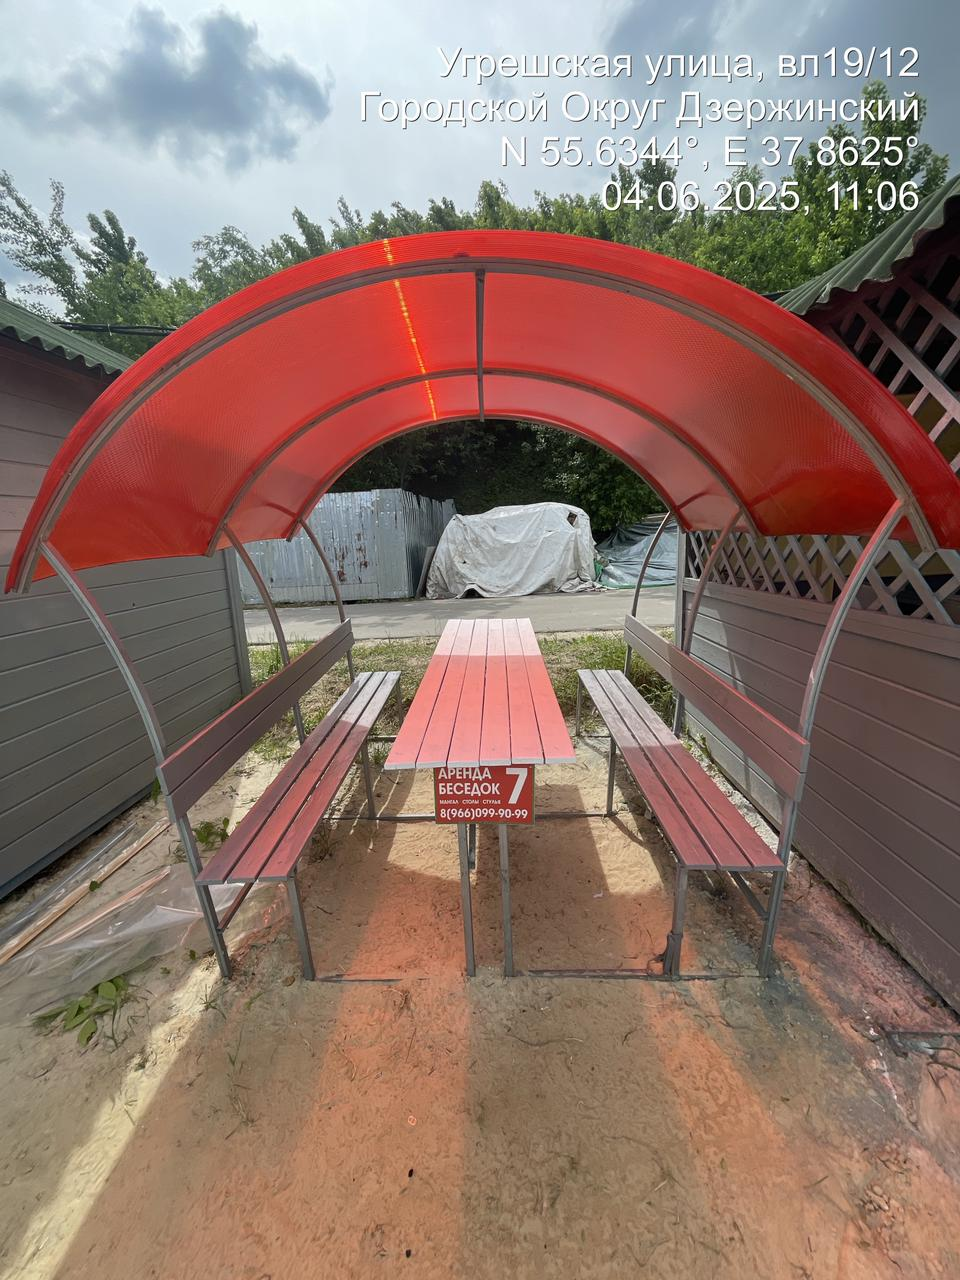 Угрешская улица, вл19/12
Городской Округ Дзержинский
N 55.6344°, E 37.8625°
04.06.2025, 11:06
АРЕНДА
БЕСЕДОК 7
МАНГАЛ СТОЛЫ СТУЛЬЯ
8(966)099-90-99